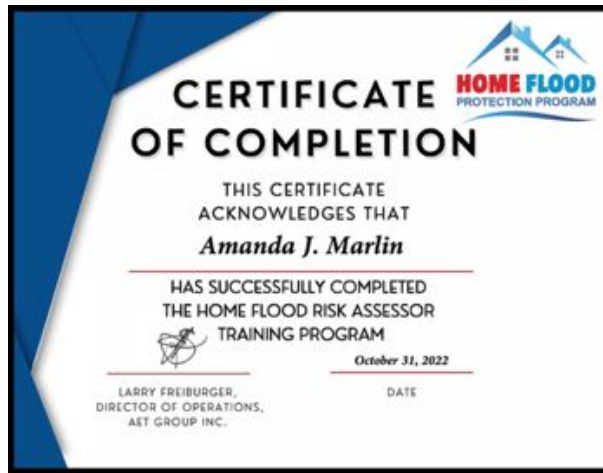 CERTIFICATE
OF COMPLETION
HOME FLOOD
PROTECTION PROGRAM
THIS CERTIFICATE
ACKNOWLEDGES THAT
Amanda J. Marlin
HAS SUCCESSFULLY COMPLETED
THE HOME FLOOD RISK ASSESSOR
TRAINING PROGRAM
October 31, 2022
LARRY FREIBURGER,
DIRECTOR OF OPERATIONS,
AET GROUP INC.
DATE